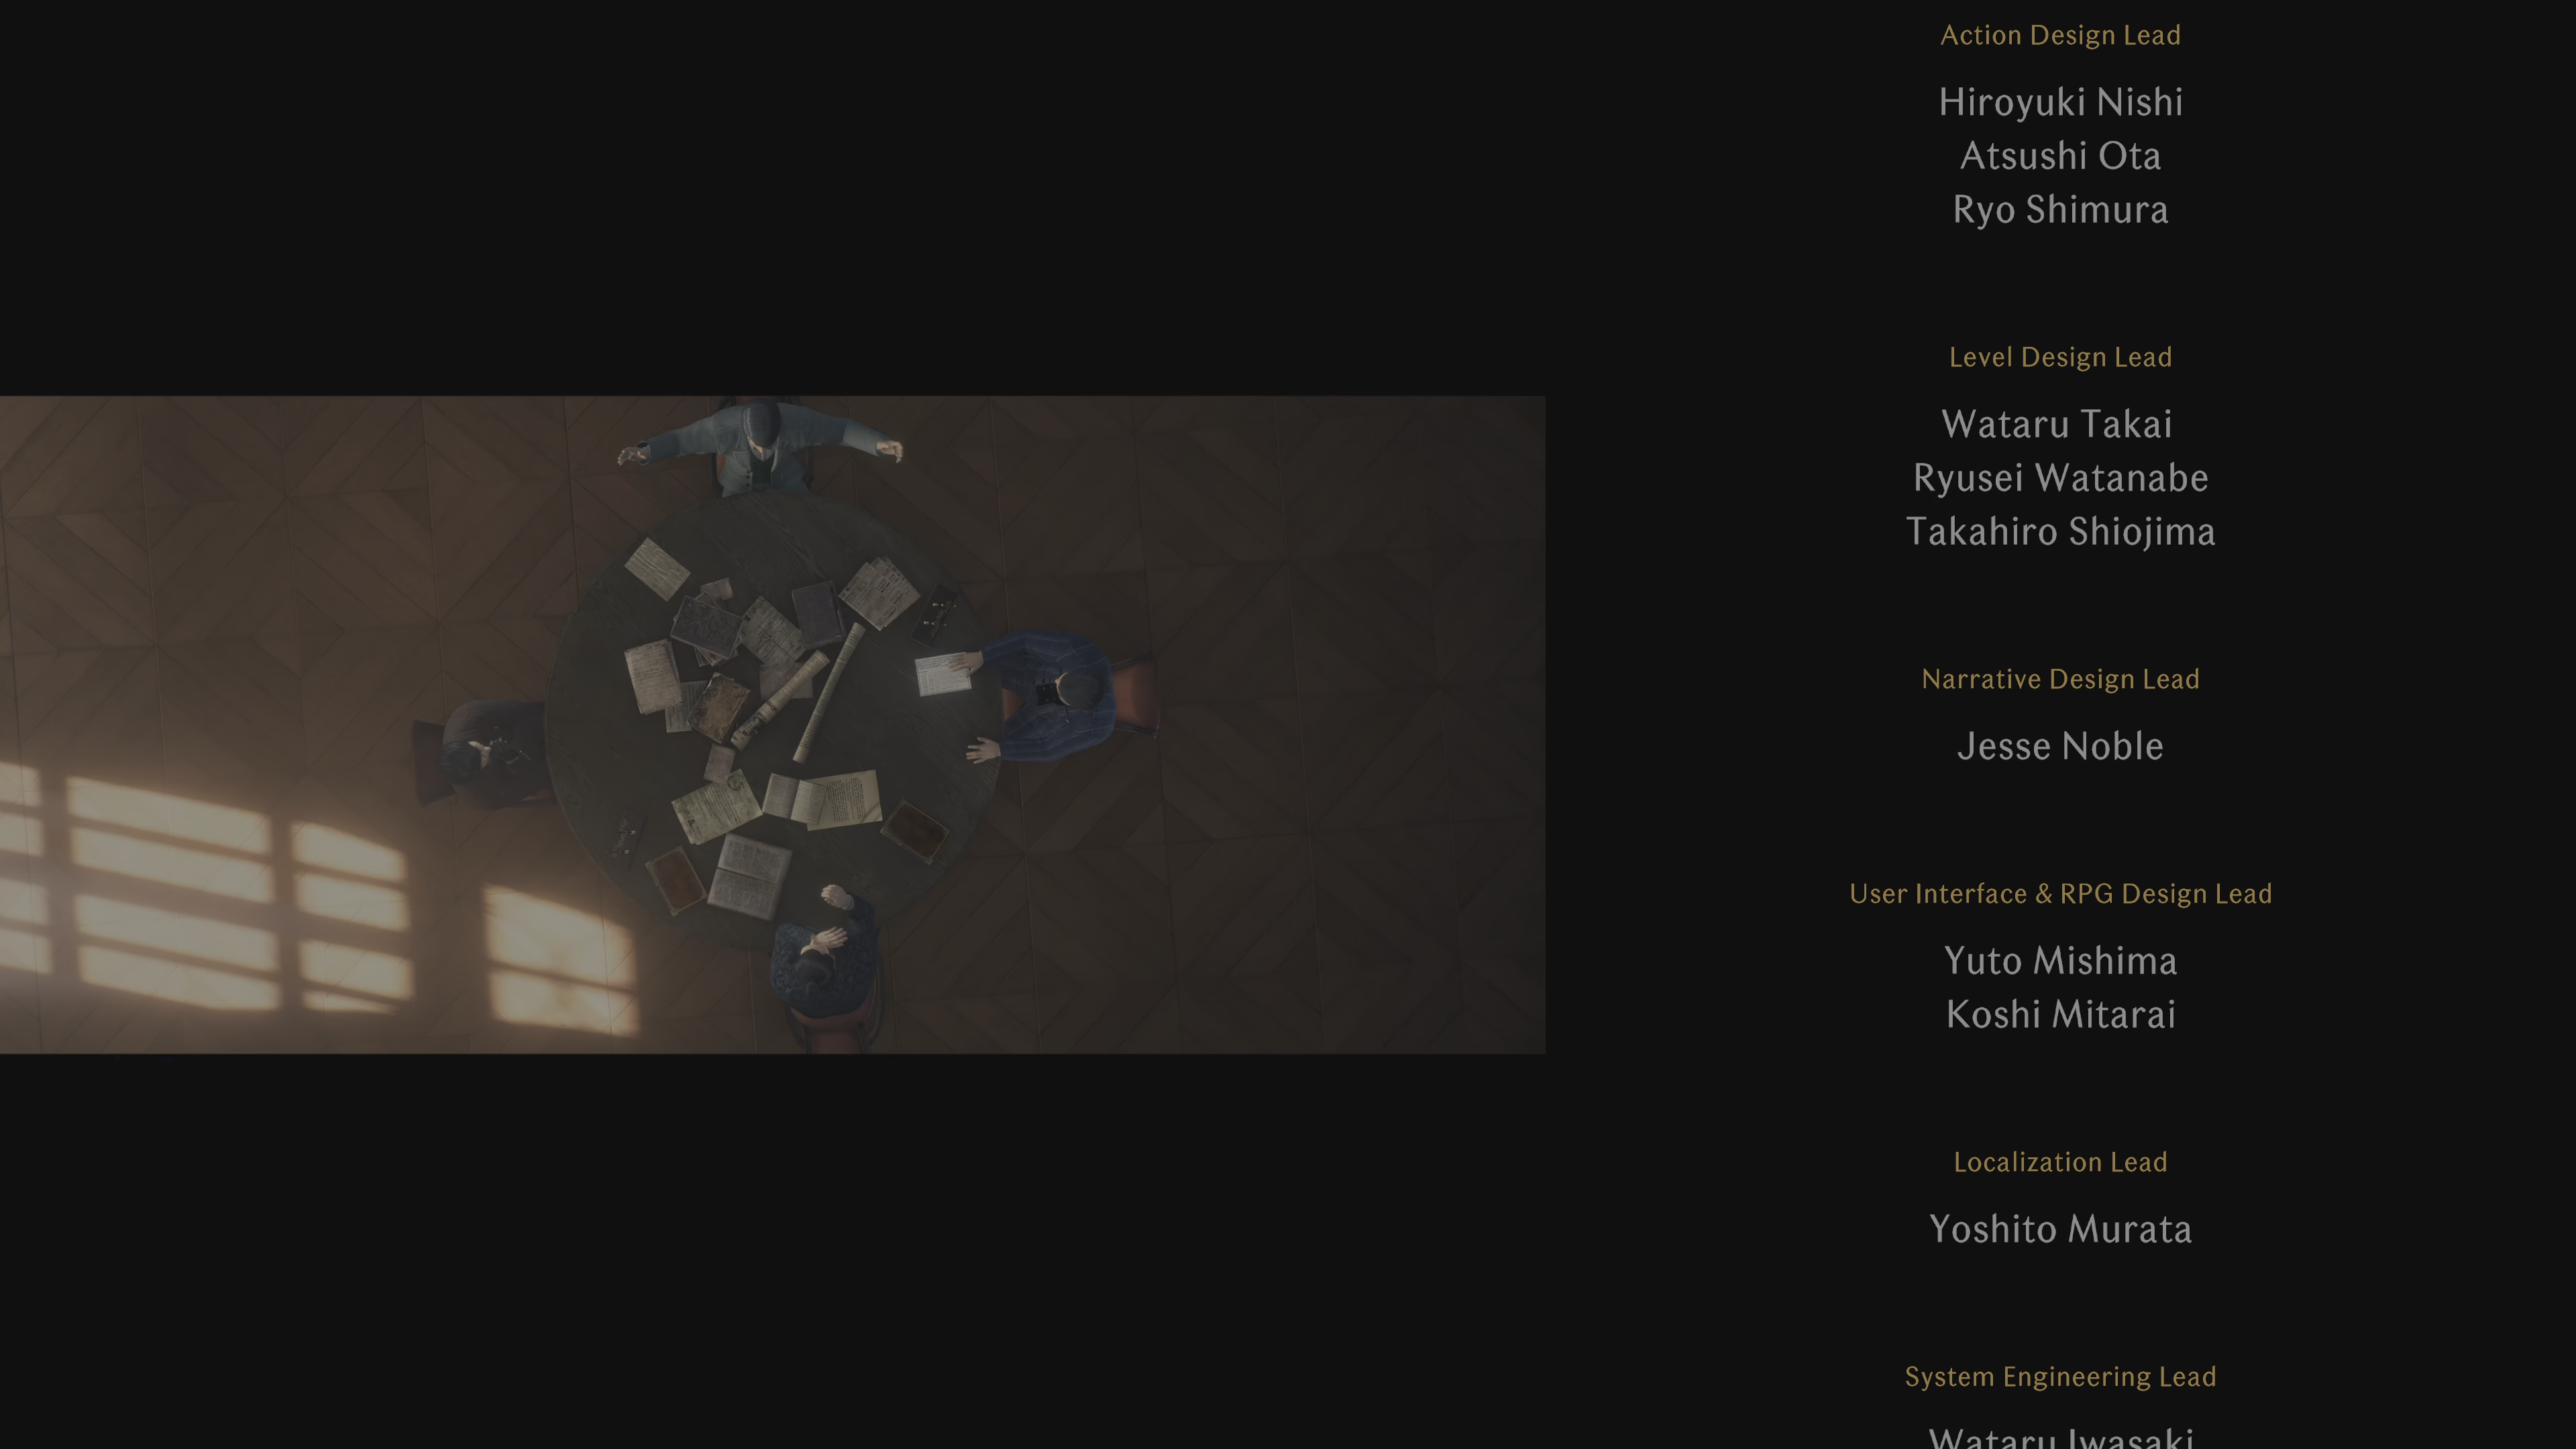 Action Design Lead
Hiroyuki Nishi
Atsushi Ota
Ryo Shimura
Level Design Lead
Wataru Takai
Ryusei Watanabe
Takahiro Shiojima
Narrative Design Lead
Jesse Noble
User Interface & RPG Design Lead
Yuto Mishima
Koshi Mitarai
Localization Lead
Yoshito Murata
System Engineering Lead
Wataru Iwasaki